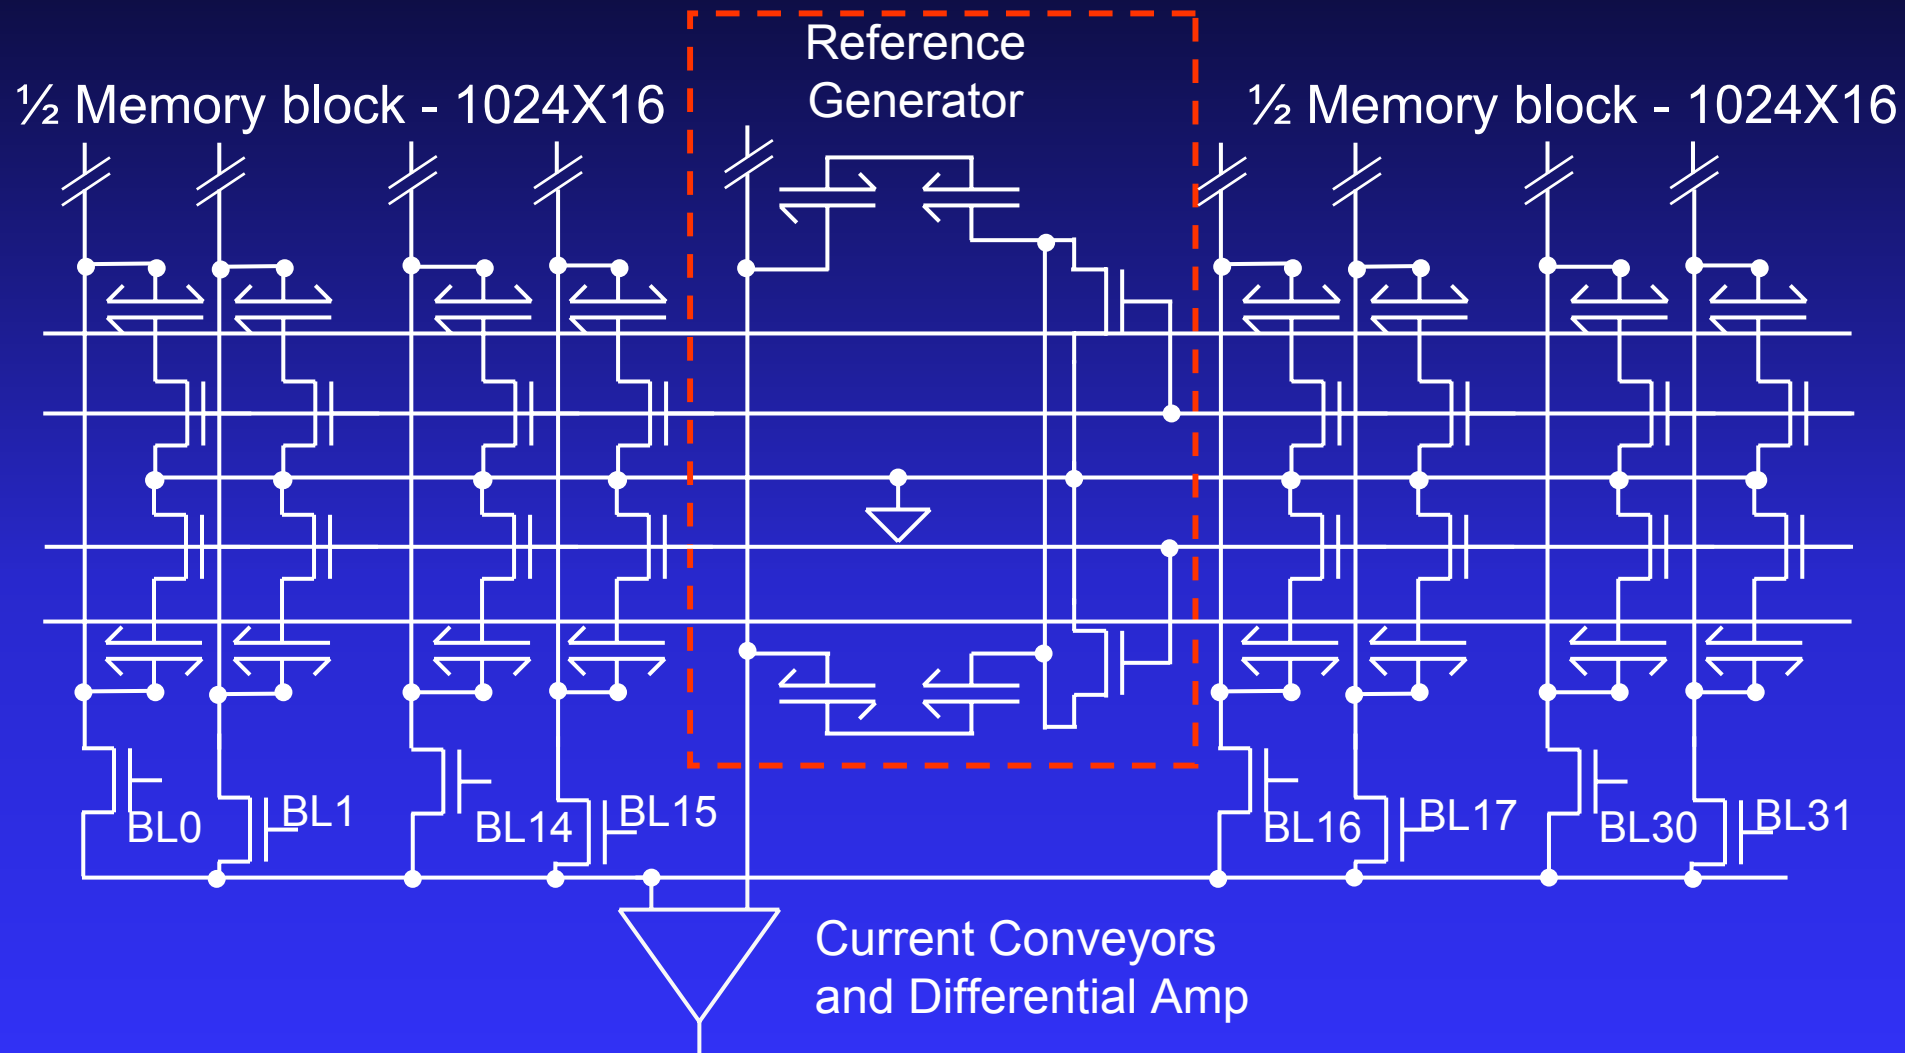 Reference
Generator
½ Memory block - 1024X16
½ Memory block - 1024X16
BL0
BL1
BL14
BL15
BL16
BL17
BL30
BL31
Current Conveyors
and Differential Amp